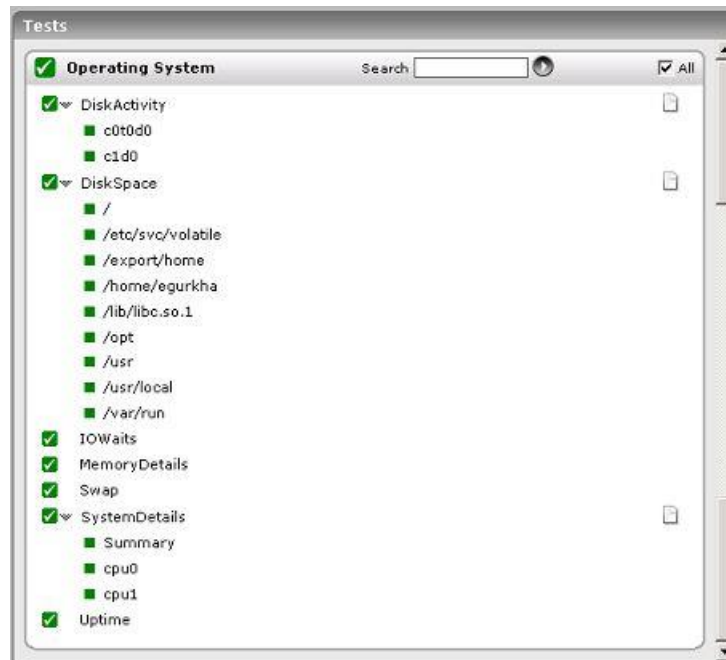 Tests
Operating System Search All
DiskActivity
c0t0d0
c1d0
DiskSpace
/
/etc/svc/volatile
/export/home
/home/egurkha
/lib/libc.so.1
/opt
/usr
/usr/local
/var/run
IOWaits
MemoryDetails
Swap
SystemDetails
Summary
cpu0
cpu1
Uptime